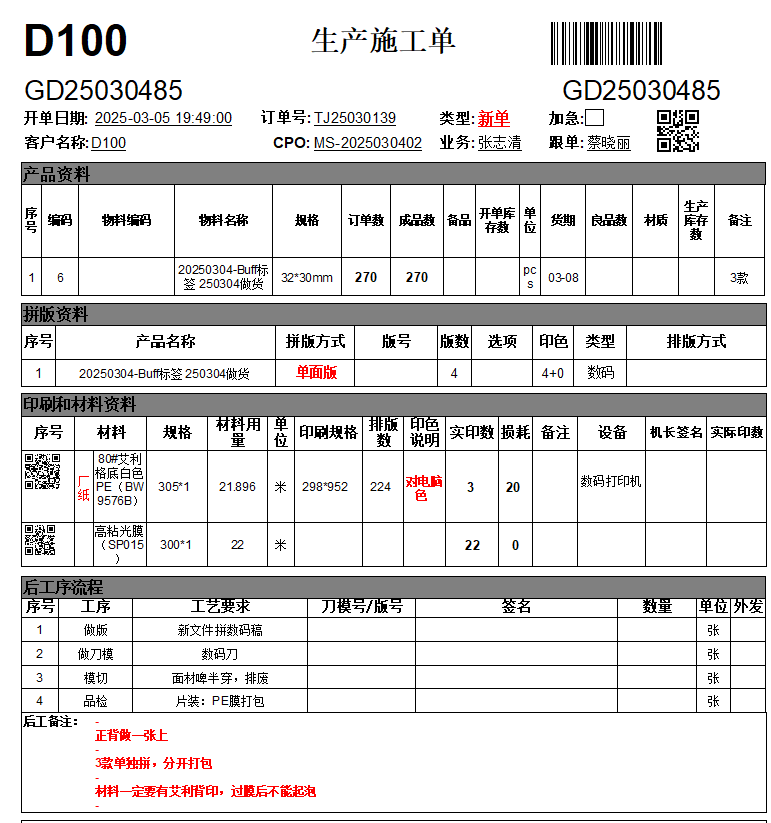 D100
生产施工单
GD25030485
GD25030485
开单日期: 2025-03-05 19:49:00 订单号: TJ25030139 类型: 新单 加急:
客户名称: D100 CPO: MS-2025030402 业务: 张志清 跟单: 蔡晓丽
产品资料
序号 编码 物料编码 物料名称 规格 订单数 成品数 备品 开单库存数 单位 货期 良品数 材质 生产库存数 备注
1 6 20250304-Buff标签 250304做货 32*30mm 270 270 pcs 03-08 3款
拼版资料
序号 产品名称 拼版方式 版号 版数 选项 印色 类型 排版方式
1 20250304-Buff标签 250304做货 单面版 4 4+0 数码
印刷和材料资料
序号 材料 规格 材料用量 单位 印刷规格 排版数 印色说明 实印数 损耗 备注 设备 机长签名 实际印数
厂纸 80#艾利格底白色PE（BW9576B） 305*1 21.896 米 298*952 224 对电脑色 3 20 数码打印机
高粘光膜（SP015） 300*1 22 米 22 0
后工序流程
序号 工序 工艺要求 刀模号/版号 签名 数量 单位 外发
1 做版 新文件拼数码稿 张
2 做刀模 数码刀 张
3 模切 面材啤半穿，排废 张
4 品检 片装：PE膜打包 张
后工备注：
-
正背做一张上
-
3款单独拼，分开打包
-
材料一定要有艾利背印，过膜后不能起泡
-